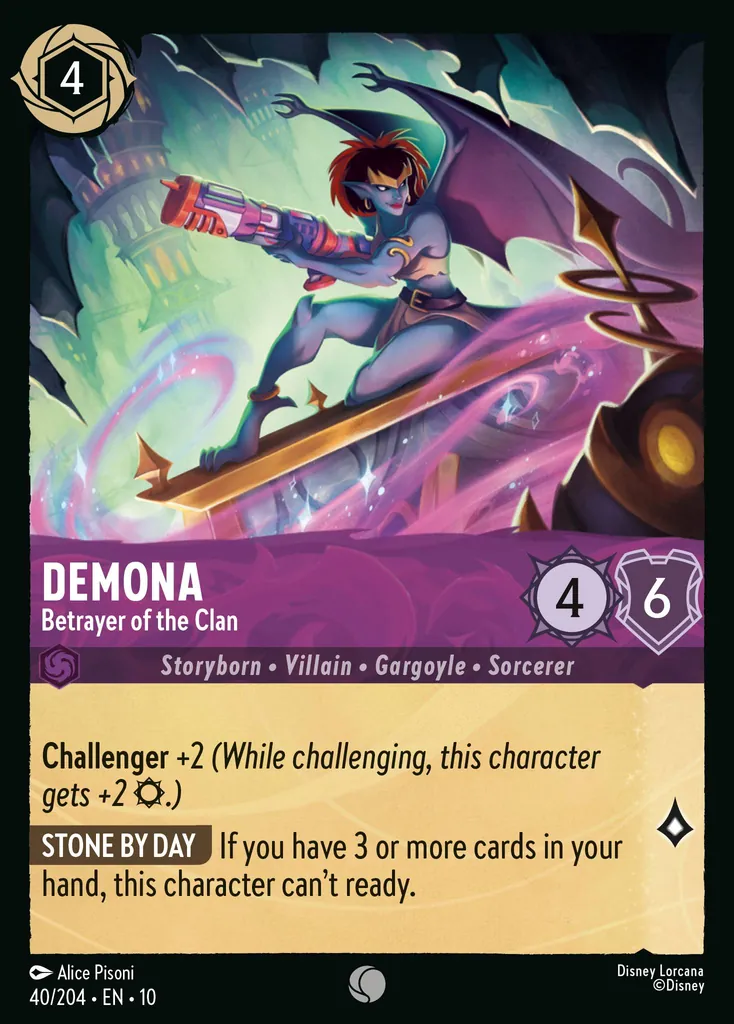 4
DEMONA
Betrayer of the Clan
4
6
Storyborn • Villain • Gargoyle • Sorcerer
Challenger +2 (While challenging, this character
gets +2 .)
STONE BY DAY If you have 3 or more cards in your
hand, this character can’t ready.
Alice Pisoni
40/204 • EN • 10
Disney Lorcana
©Disney